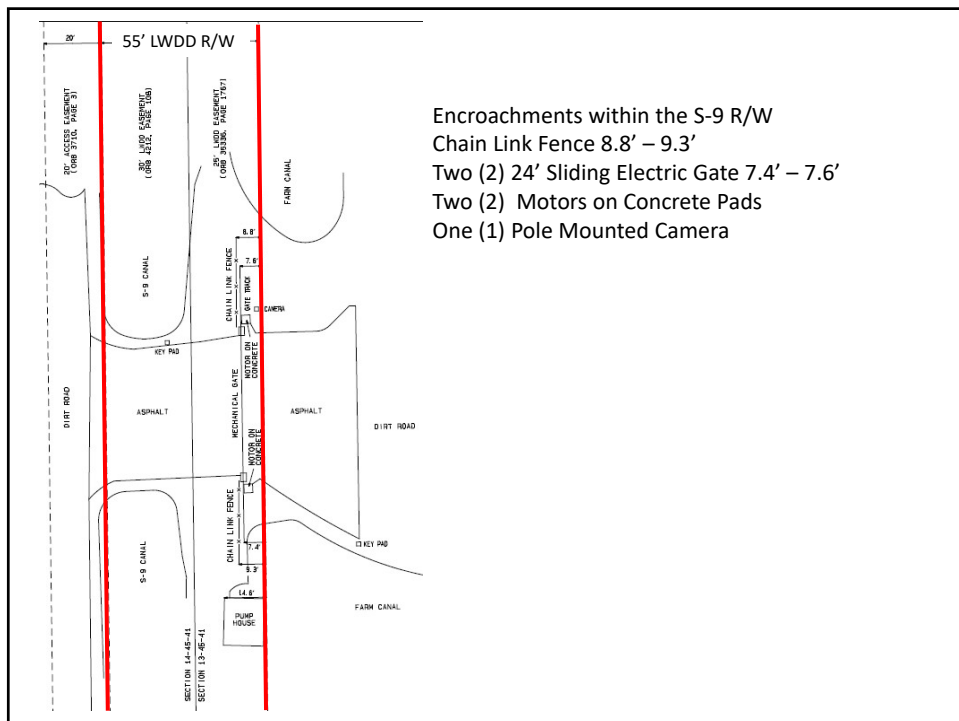 20'
55' LWDD R/W
20' ACCESS EASEMENT
(ORB 3710, PAGE 3)
30' LWDD EASEMENT
(ORB 4212, PAGE 108)
25' LWDD EASEMENT
(ORB 36336, PAGE 1767)
FARM CANAL
Encroachments within the S-9 R/W
Chain Link Fence 8.8’ – 9.3’
Two (2) 24’ Sliding Electric Gate 7.4’ – 7.6’
Two (2) Motors on Concrete Pads
One (1) Pole Mounted Camera
8.8'
7.6'
S-9 CANAL
CHAIN LINK FENCE
GATE TRACK
CAMERA
KEY PAD
MOTOR ON
CONCRETE
DIRT ROAD
ASPHALT
MECHANICAL GATE
ASPHALT
DIRT ROAD
MOTOR ON
CONCRETE
CHAIN LINK FENCE
7.4'
9.3'
KEY PAD
S-9 CANAL
14.6'
PUMP
HOUSE
FARM CANAL
SECTION 14-45-41
SECTION 13-45-41